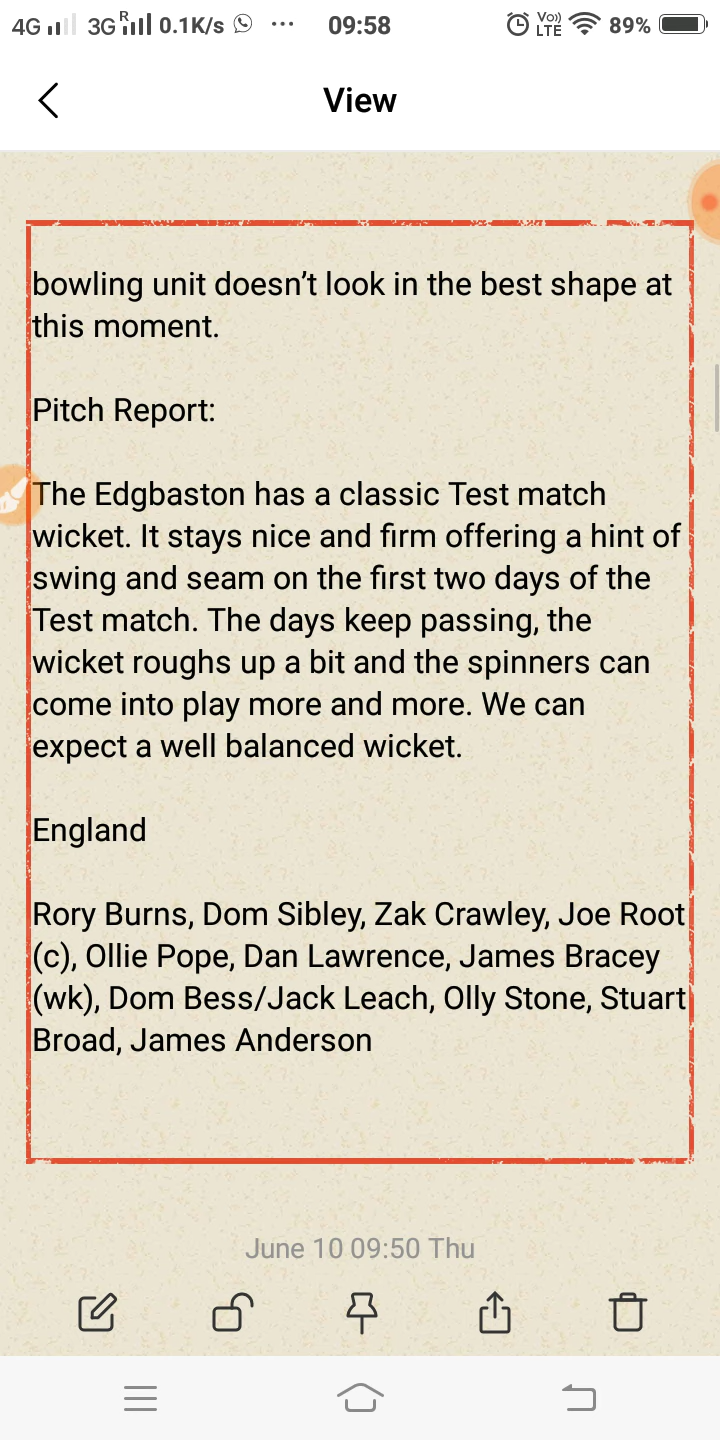 4G 3G R 0.1K/s ... 09:58 Vo)) LTE 89%
View
bowling unit doesn’t look in the best shape at
this moment.
Pitch Report:
The Edgbaston has a classic Test match
wicket. It stays nice and firm offering a hint of
swing and seam on the first two days of the
Test match. The days keep passing, the
wicket roughs up a bit and the spinners can
come into play more and more. We can
expect a well balanced wicket.
England
Rory Burns, Dom Sibley, Zak Crawley, Joe Root
(c), Ollie Pope, Dan Lawrence, James Bracey
(wk), Dom Bess/Jack Leach, Olly Stone, Stuart
Broad, James Anderson
June 10 09:50 Thu